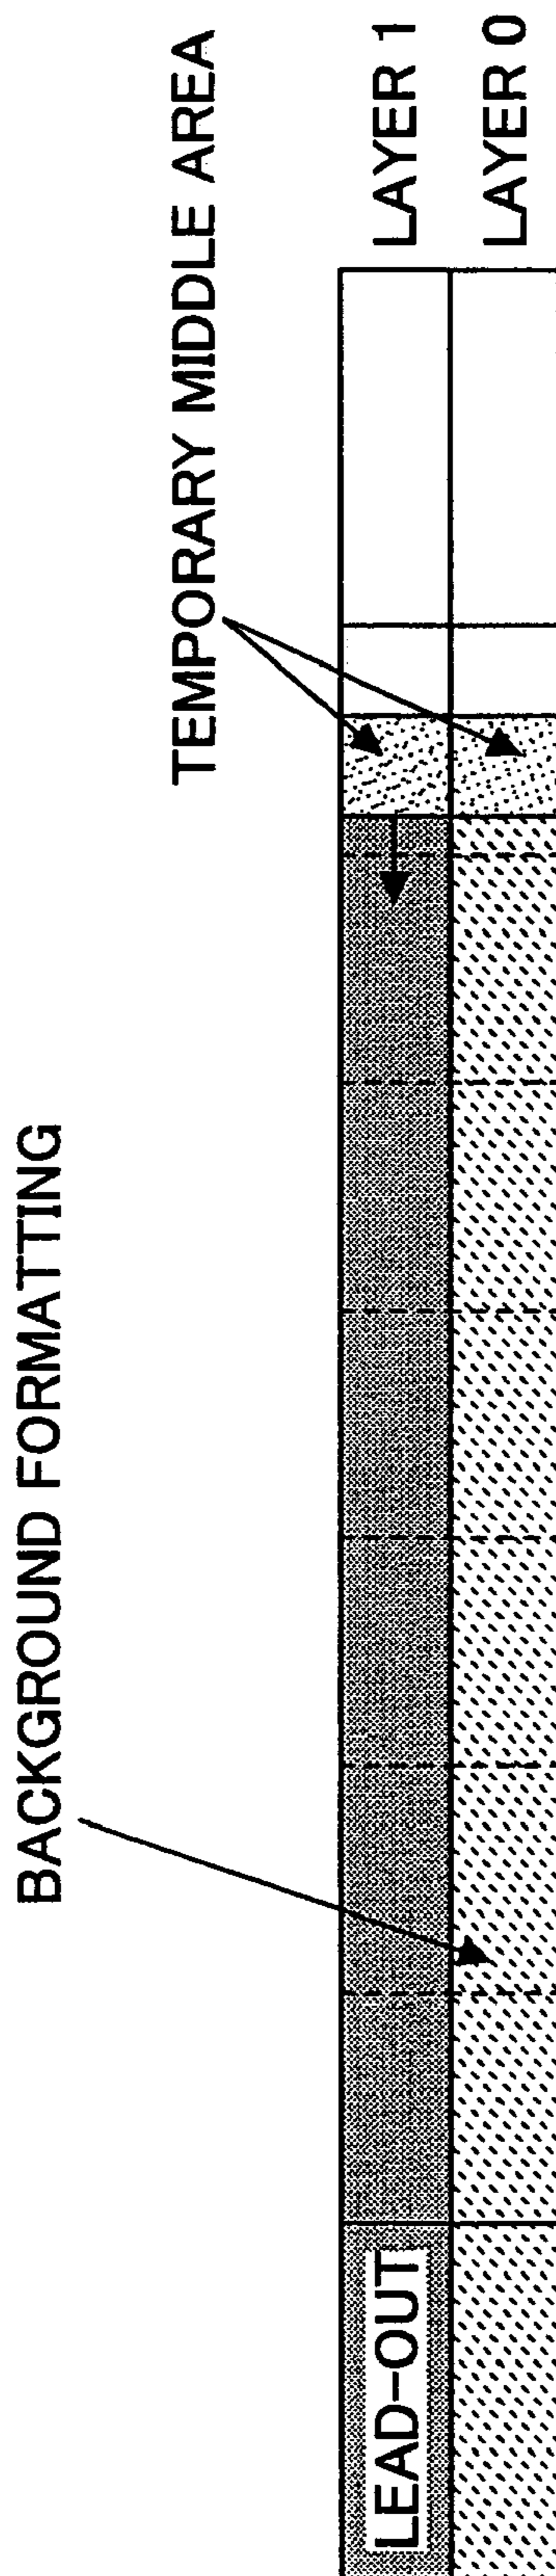 BACKGROUND FORMATTING
TEMPORARY MIDDLE AREA
LEAD-OUT
LAYER 1
LAYER 0